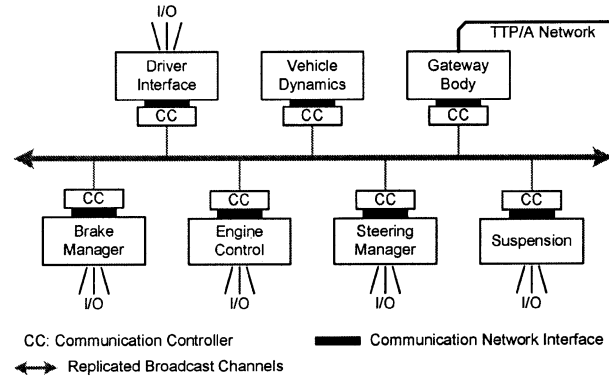 I/O
TTP/A Network
Driver Interface
Vehicle Dynamics
Gateway Body
CC
CC
CC
CC
CC
CC
CC
Brake Manager
Engine Control
Steering Manager
Suspension
I/O
I/O
I/O
I/O
CC: Communication Controller
Communication Network Interface
Replicated Broadcast Channels